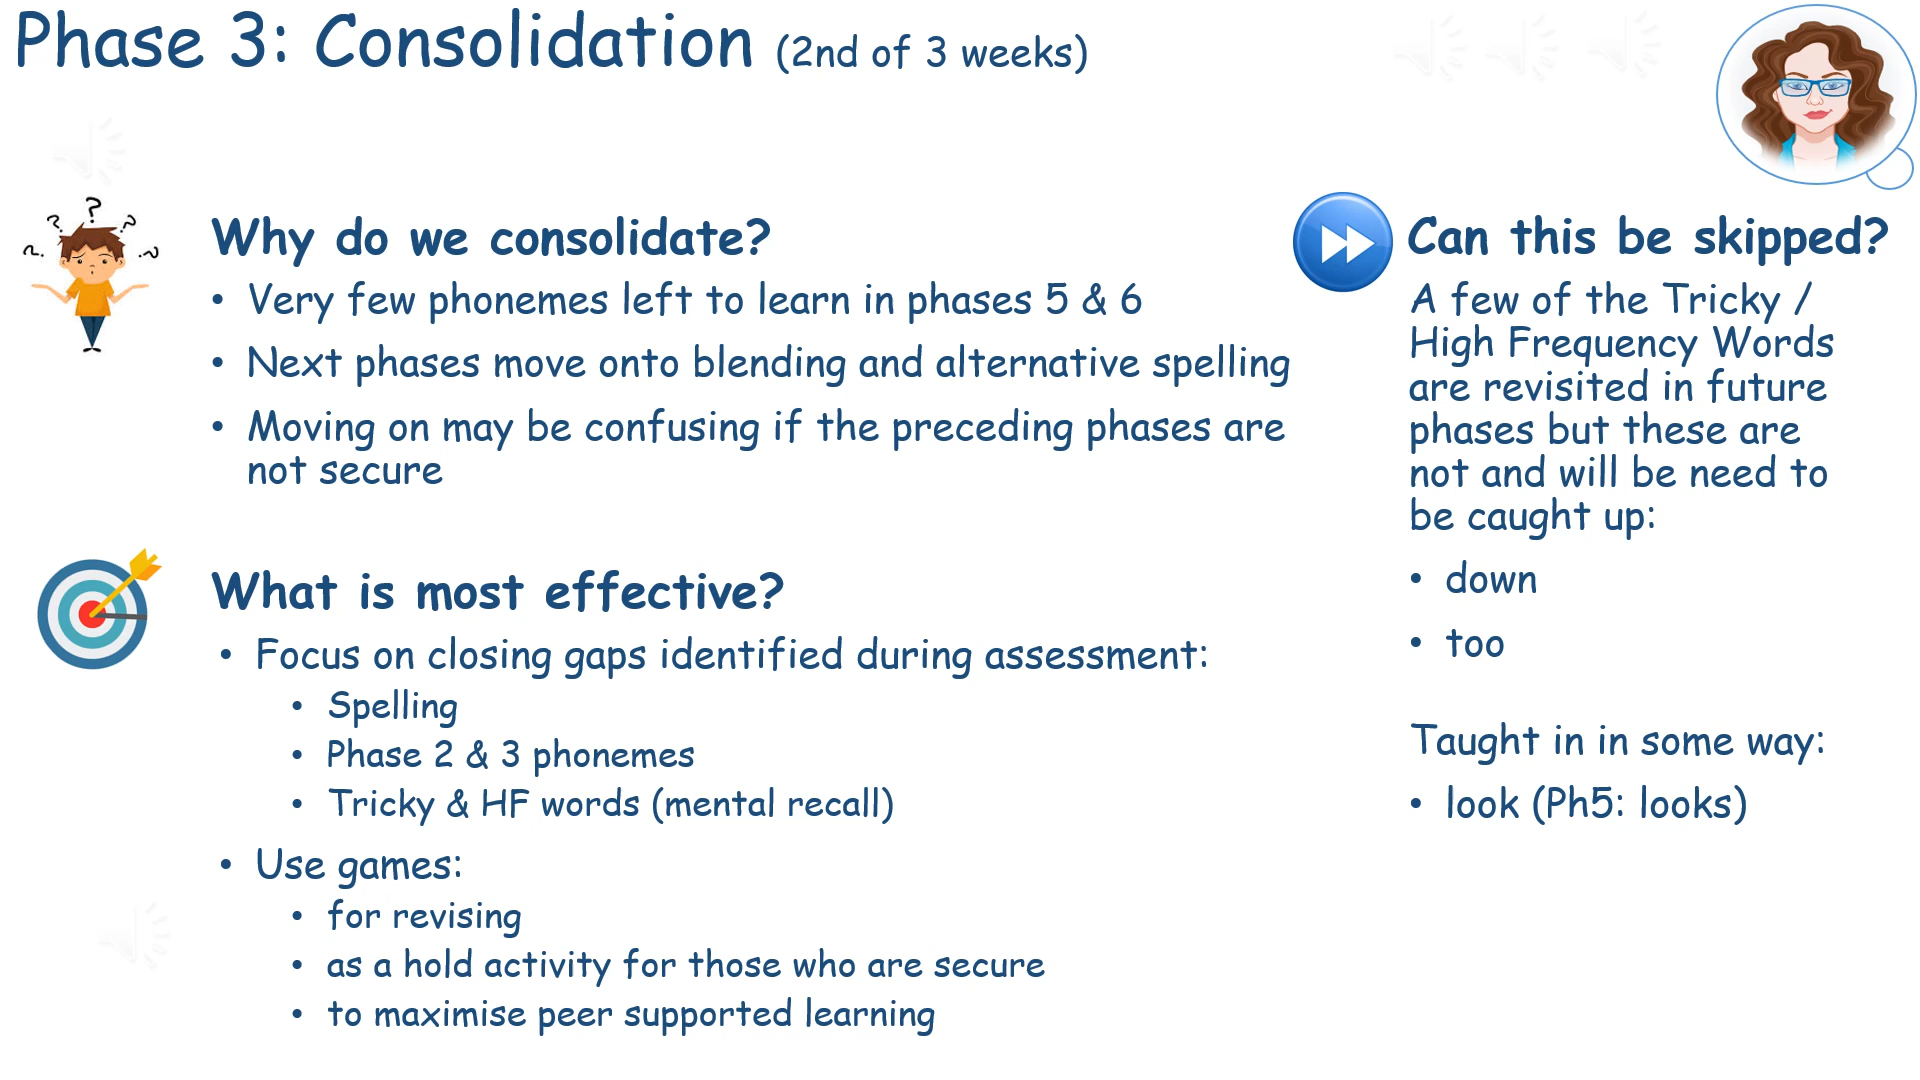 Phase 3: Consolidation (2nd of 3 weeks)
Why do we consolidate?
• Very few phonemes left to learn in phases 5 & 6
• Next phases move onto blending and alternative spelling
• Moving on may be confusing if the preceding phases are
not secure
What is most effective?
• Focus on closing gaps identified during assessment:
• Spelling
• Phase 2 & 3 phonemes
• Tricky & HF words (mental recall)
• Use games:
• for revising
• as a hold activity for those who are secure
• to maximise peer supported learning
Can this be skipped?
A few of the Tricky /
High Frequency Words
are revisited in future
phases but these are
not and will be need to
be caught up:
• down
• too
Taught in in some way:
• look (Ph5: looks)